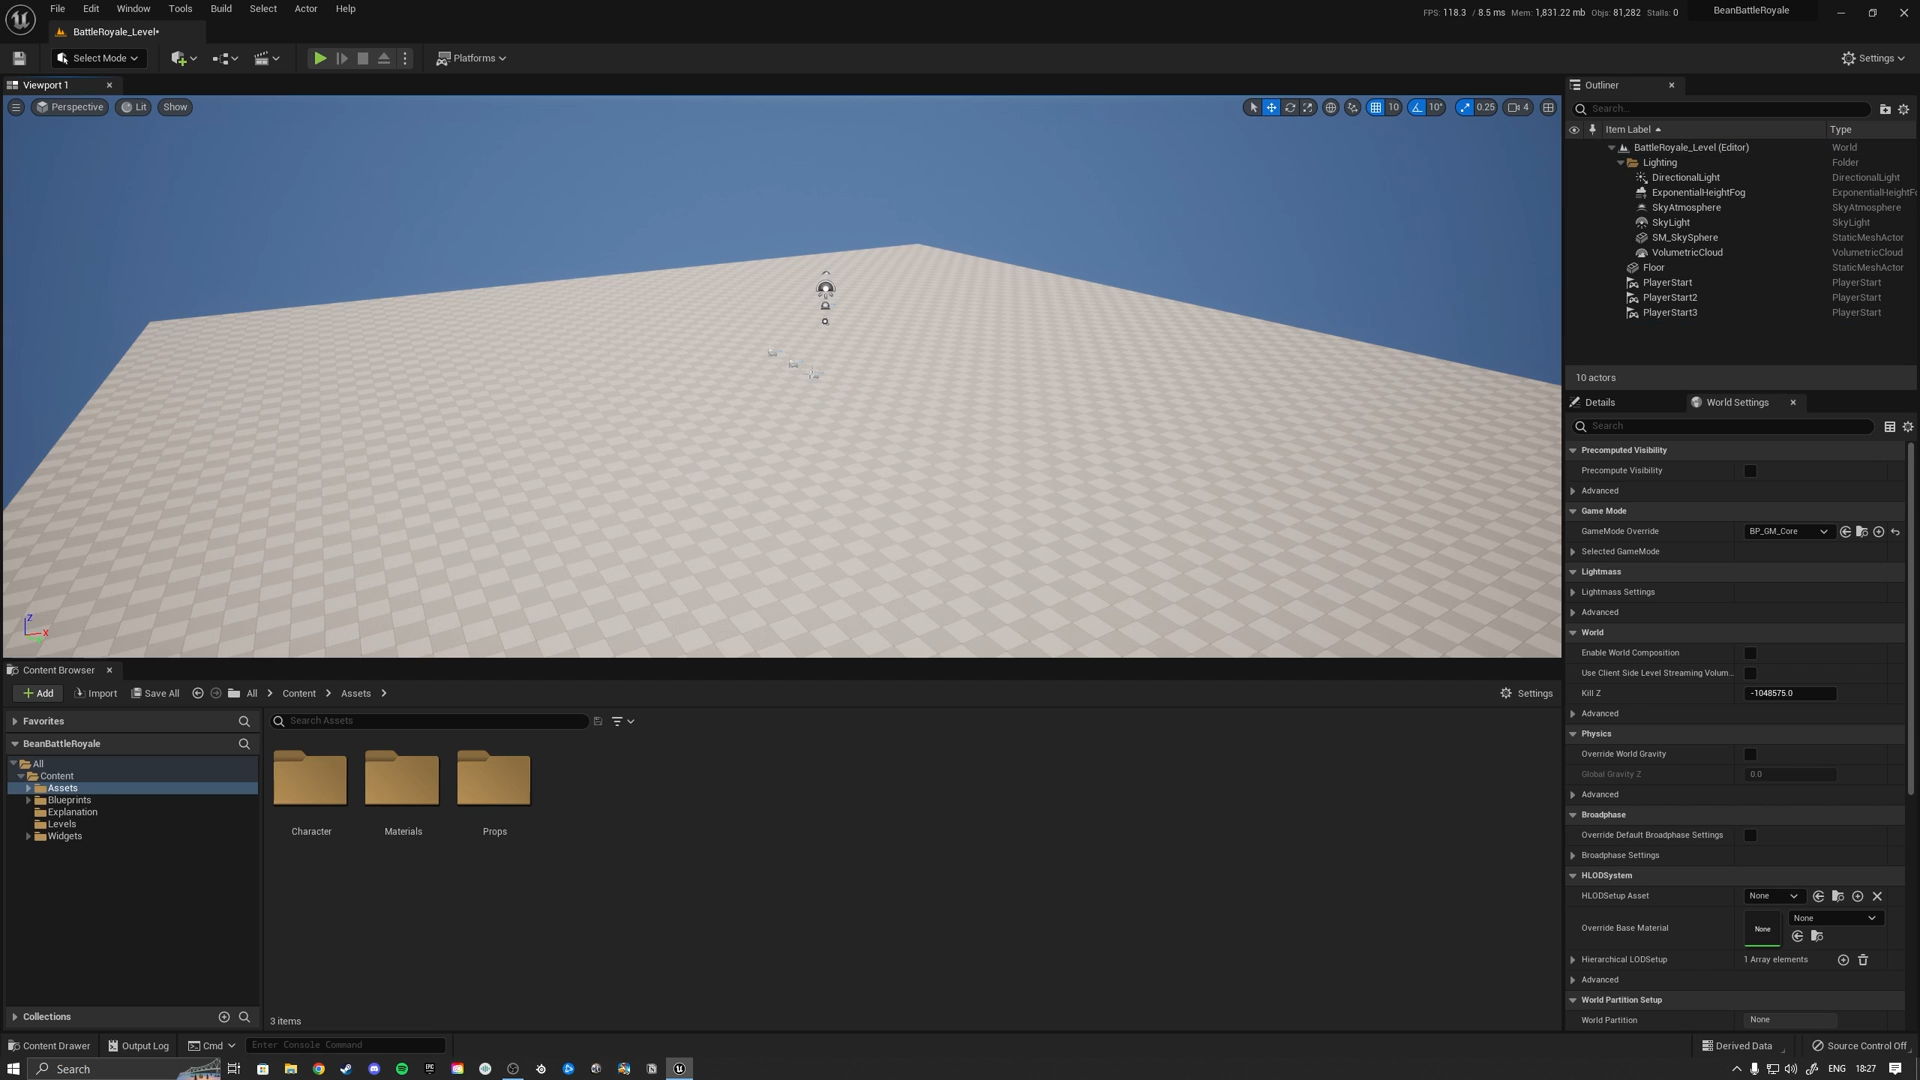 File Edit Window Tools Build Select Actor Help
FPS: 118.3 / 8.5 ms Mem: 1,831.22 mb Objs: 81,282 Stalls: 0
BeanBattleRoyale
BattleRoyale_Level•
Select Mode
Platforms
Settings
Viewport 1
Perspective Lit Show
10 10° 0.25 4
Z
X
Outliner
Search...
Item Label Type
BattleRoyale_Level (Editor) World
Lighting Folder
DirectionalLight DirectionalLight
ExponentialHeightFog ExponentialHeightFo
SkyAtmosphere SkyAtmosphere
SkyLight SkyLight
SM_SkySphere StaticMeshActor
VolumetricCloud VolumetricCloud
Floor StaticMeshActor
PlayerStart PlayerStart
PlayerStart2 PlayerStart
PlayerStart3 PlayerStart
10 actors
Details World Settings
Search
Precomputed Visibility
Precompute Visibility
Advanced
Game Mode
GameMode Override BP_GM_Core
Selected GameMode
Lightmass
Lightmass Settings
Advanced
World
Enable World Composition
Use Client Side Level Streaming Volum...
Kill Z -1048575.0
Advanced
Physics
Override World Gravity
Global Gravity Z 0.0
Advanced
Broadphase
Override Default Broadphase Settings
Broadphase Settings
HLODSystem
HLODSetup Asset None
Override Base Material None None
Hierarchical LODSetup 1 Array elements
Advanced
World Partition Setup
World Partition None
Content Browser
Add Import Save All All Content Assets
Settings
Favorites
Search Assets
BeanBattleRoyale
All
Content
Assets
Blueprints
Explanation
Levels
Widgets
Character Materials Props
Collections
3 items
Content Drawer Output Log Cmd Enter Console Command
Derived Data Source Control Off
Search
ENG 18:27